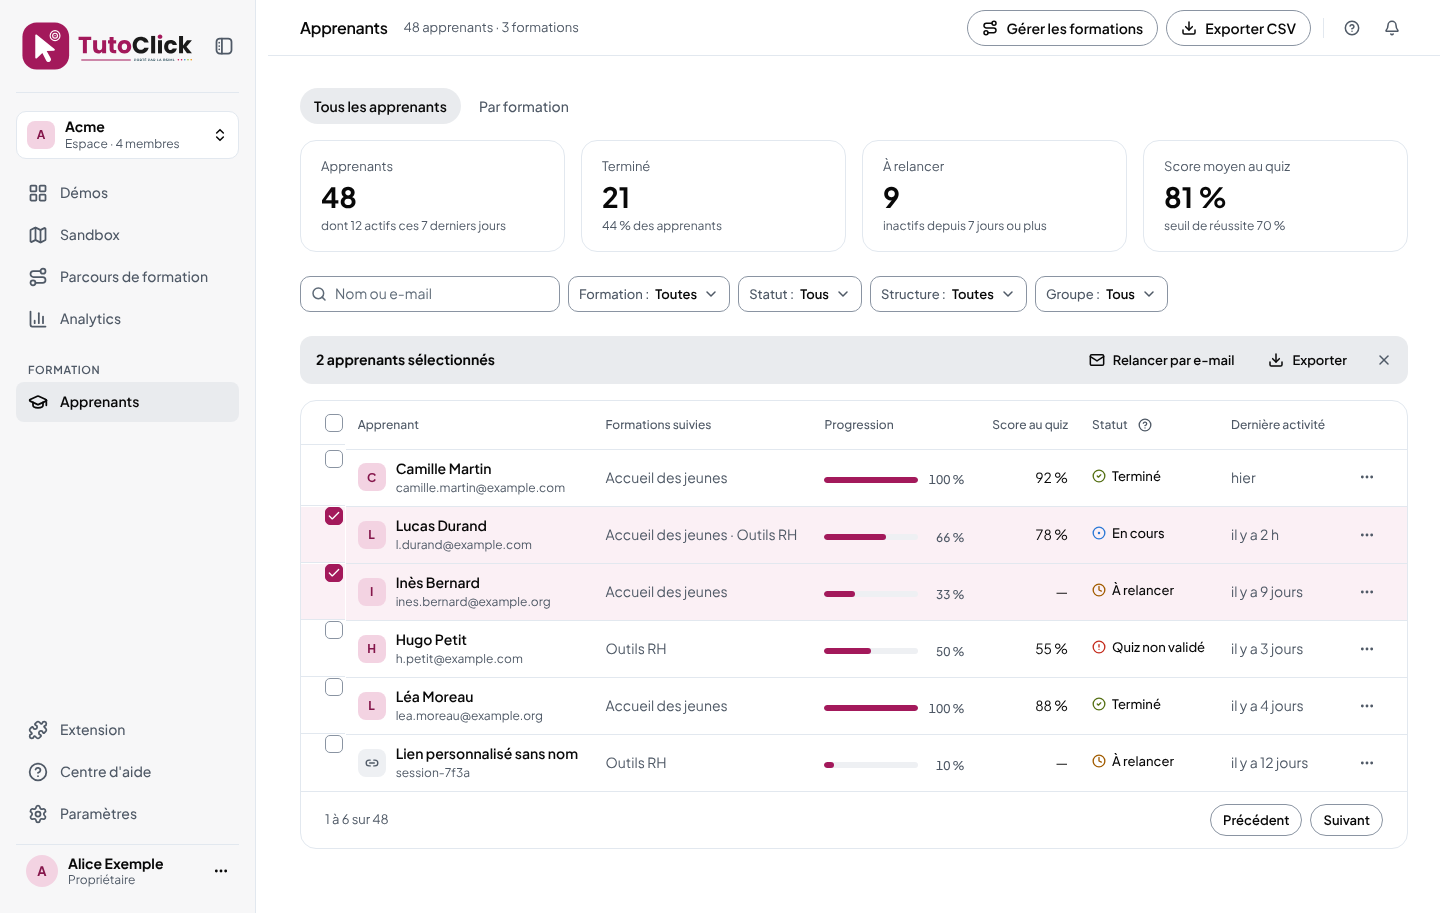 TutoClick
Acme
Espace · 4 membres
Démos
Sandbox
Parcours de formation
Analytics
FORMATION
Apprenants
Extension
Centre d'aide
Paramètres
A
Alice Exemple
Propriétaire
Apprenants
48 apprenants · 3 formations
Gérer les formations
Exporter CSV
Tous les apprenants
Par formation
Apprenants
48
dont 12 actifs ces 7 derniers jours
Terminé
21
44 % des apprenants
À relancer
9
inactifs depuis 7 jours ou plus
Score moyen au quiz
81 %
seuil de réussite 70 %
Nom ou e-mail
Formation : Toutes
Statut : Tous
Structure : Toutes
Groupe : Tous
2 apprenants sélectionnés
Relancer par e-mail
Exporter
Apprenant Formations suivies Progression Score au quiz Statut Dernière activité
C Camille Martin
camille.martin@example.com
Accueil des jeunes 100 % 92 % Terminé hier
L Lucas Durand
l.durand@example.com
Accueil des jeunes · Outils RH 66 % 78 % En cours il y a 2 h
I Inès Bernard
ines.bernard@example.org
Accueil des jeunes 33 % — À relancer il y a 9 jours
H Hugo Petit
h.petit@example.com
Outils RH 50 % 55 % Quiz non validé il y a 3 jours
L Léa Moreau
lea.moreau@example.org
Accueil des jeunes 100 % 88 % Terminé il y a 4 jours
Lien personnalisé sans nom
session-7f3a
Outils RH 10 % — À relancer il y a 12 jours
1 à 6 sur 48
Précédent
Suivant